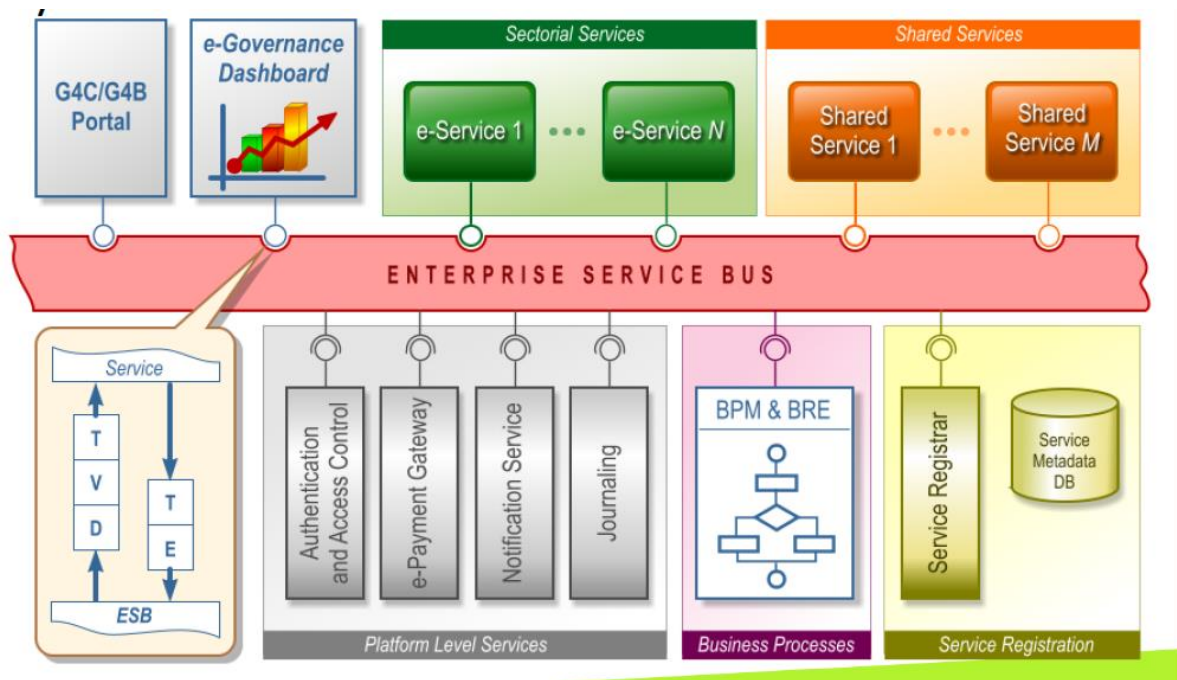 G4C/G4B
Portal
e-Governance
Dashboard
Sectorial Services
e-Service 1
e-Service N
Shared Services
Shared
Service 1
Shared
Service M
ENTERPRISE SERVICE BUS
Service
T
V
D
T
E
ESB
Authentication
and Access Control
e-Payment Gateway
Notification Service
Journaling
Platform Level Services
BPM & BRE
Business Processes
Service Registrar
Service
Metadata
DB
Service Registration